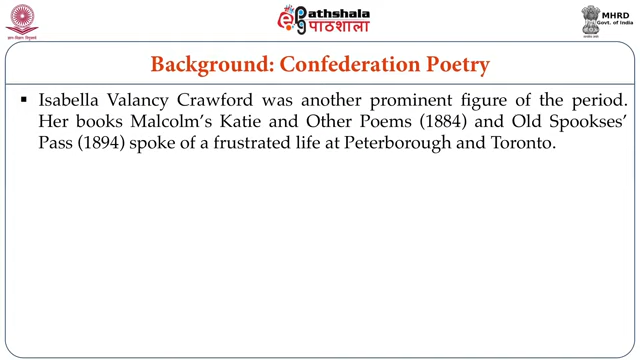 Pathshala
पाठशाला
MHRD
Govt. of India
Background: Confederation Poetry
▪ Isabella Valancy Crawford was another prominent figure of the period.
Her books Malcolm's Katie and Other Poems (1884) and Old Spookses'
Pass (1894) spoke of a frustrated life at Peterborough and Toronto.